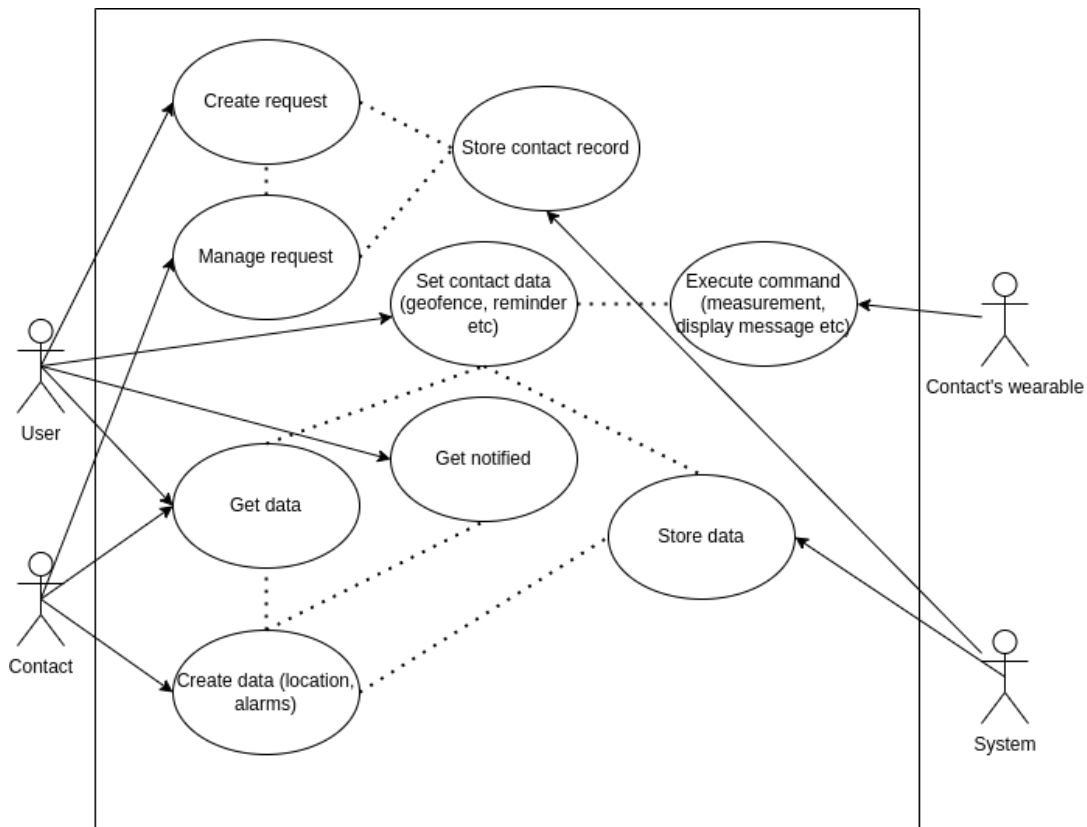 Create request
Store contact record
Manage request
Set contact data
(geofence, reminder
etc)
Execute command
(measurement,
display message etc)
Contact's wearable
User
Get notified
Get data
Store data
Contact
Create data (location,
alarms)
System